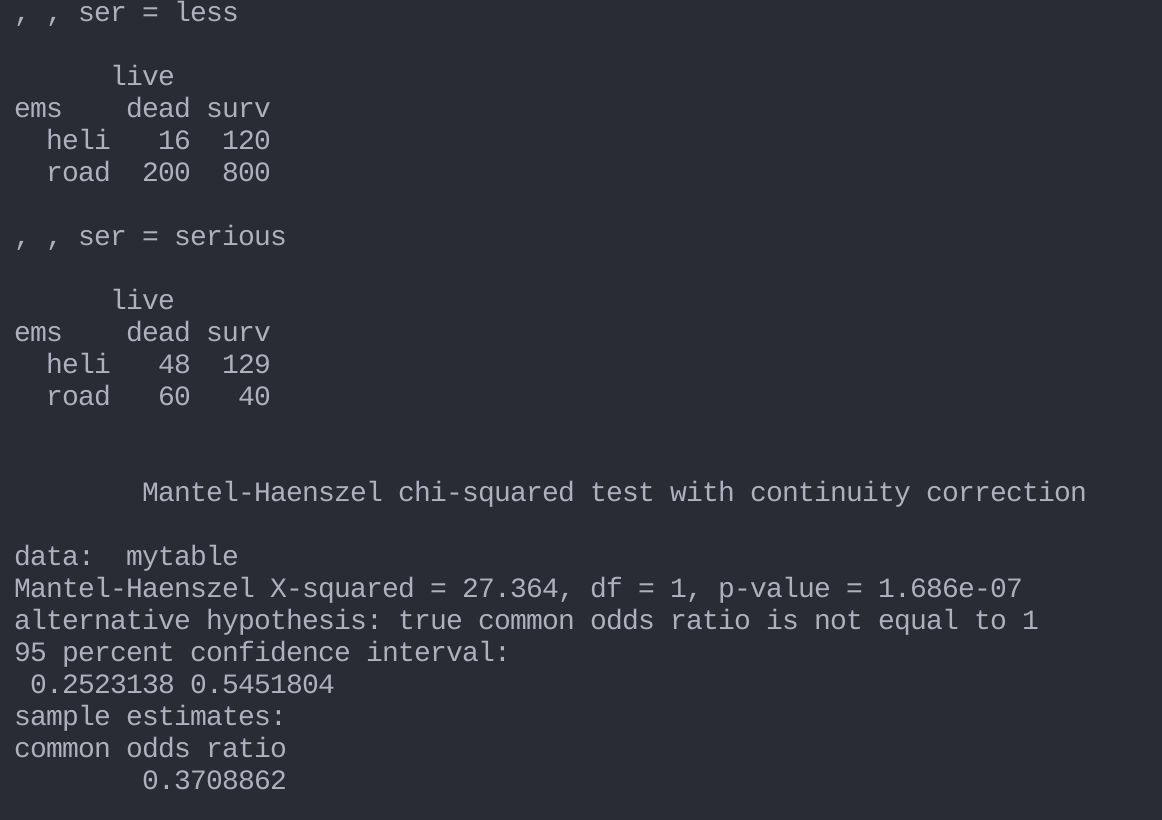 , , ser = less
      live
ems    dead surv
  heli   16  120
  road  200  800
, , ser = serious
      live
ems    dead surv
  heli   48  129
  road   60   40
        Mantel-Haenszel chi-squared test with continuity correction
data:  mytable
Mantel-Haenszel X-squared = 27.364, df = 1, p-value = 1.686e-07
alternative hypothesis: true common odds ratio is not equal to 1
95 percent confidence interval:
 0.2523138 0.5451804
sample estimates:
common odds ratio
        0.3708862